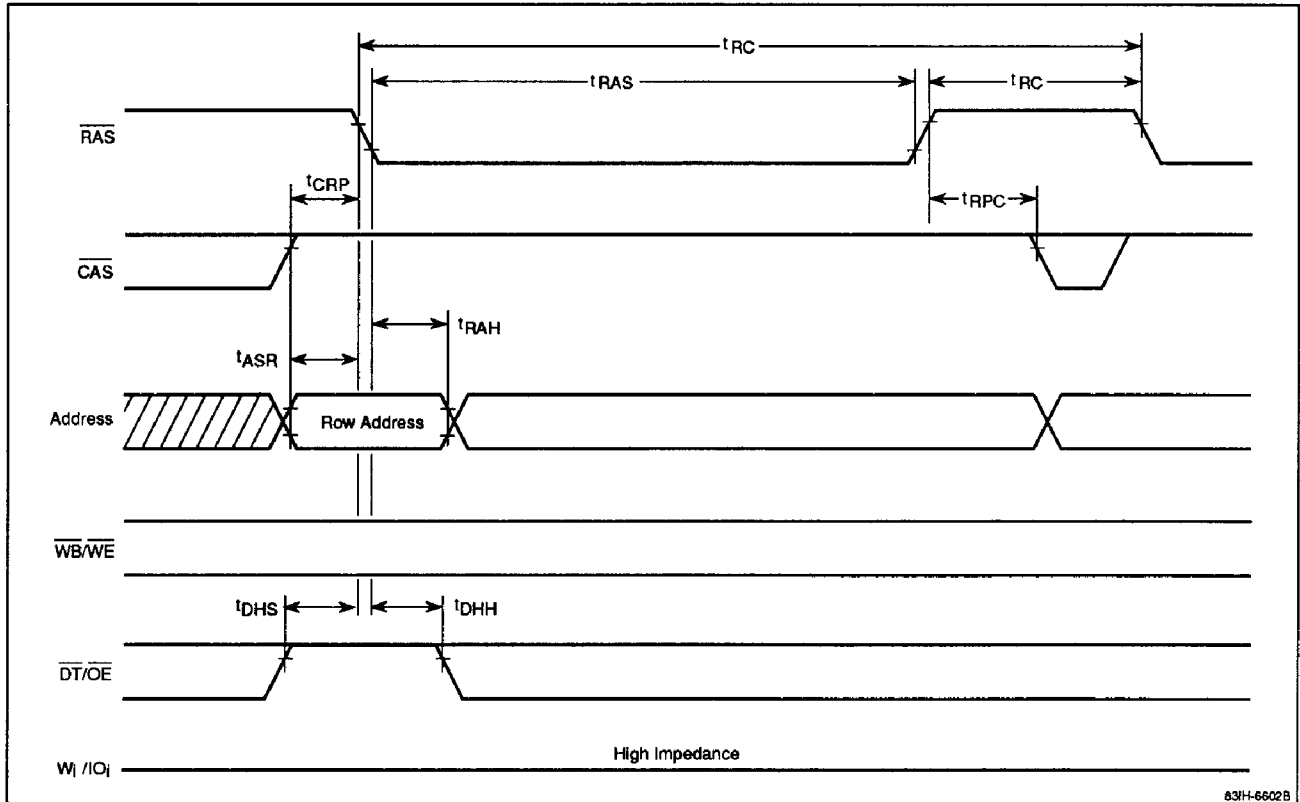 tRC
tRAS
tRC
RAS
tCRP
tRPC
CAS
tRAH
tASR
Address
Row Address
WB/WE
tDHS
tDHH
DT/OE
High Impedance
Wi /IOi
83IH-6602B